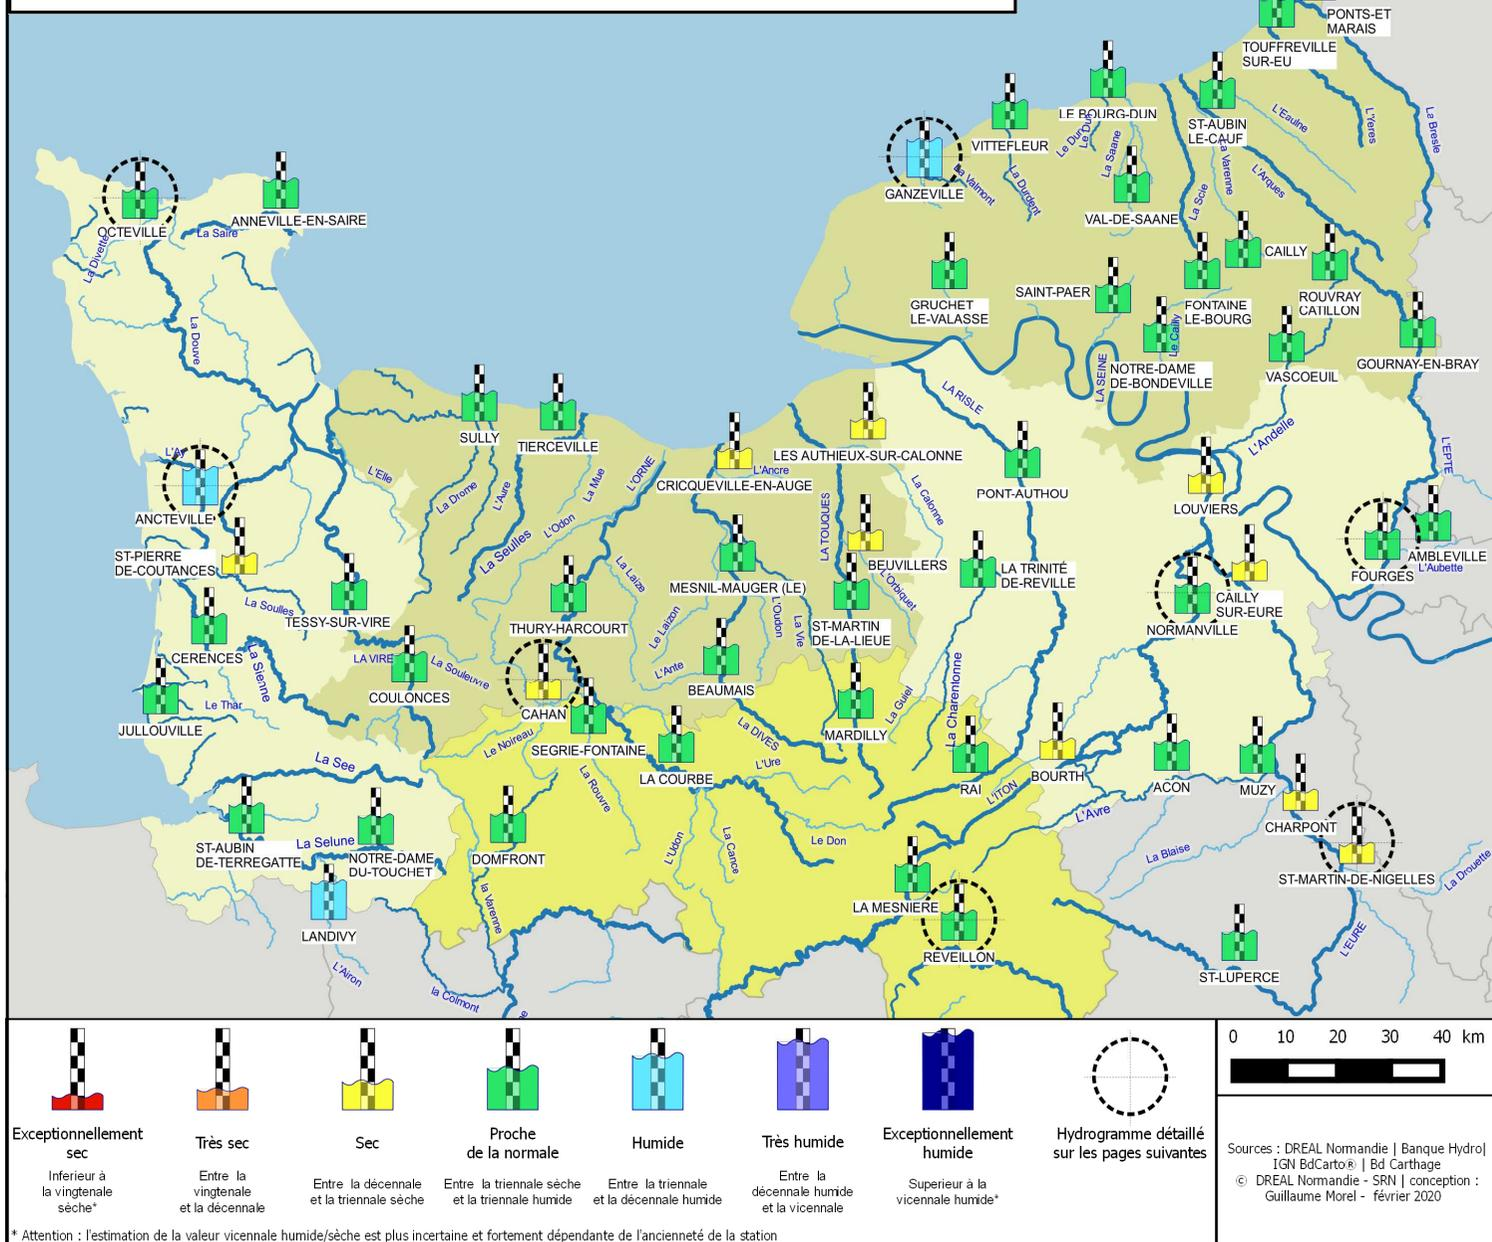 PONTS-ET
MARAIS
TOUFFREVILLE
SUR-EU
LE BOURG-DUN
ST-AUBIN
LE-CAUF
L'Eaulne
L'Yeres
La Bresle
VITTEFLEUR
Le Dun
Le Dun
La Saane
La Varenne
L'Arques
GANZEVILLE
La Valmont
La Durdent
VAL-DE-SAANE
La Scie
OCTEVILLE
ANNEVILLE-EN-SAIRE
La Saire
La Divette
CAILLY
SAINT-PAER
GRUCHET
LE-VALASSE
FONTAINE
LE-BOURG
ROUVRAY
CATILLON
La Douve
Le Cailly
NOTRE-DAME
DE-BONDEVILLE
LA SEINE
VASCOEUIL
GOURNAY-EN-BRAY
LA RISLE
SULLY
TIERCEVILLE
LES AUTHIEUX-SUR-CALONNE
L'Andelle
L'EPTE
L'Ay
L'Elle
La Drome
L'Aure
La Mue
L'ORNE
L'Ancre
CRICQUEVILLE-EN-AUGE
La Calonne
PONT-AUTHOU
LOUVIERS
ANCTEVILLE
L'Odon
LA TOUQUES
ST-PIERRE
DE-COUTANCES
La Seulles
La Laize
BEUVILLERS
L'Orbiquet
LA TRINITÉ
DE-REVILLE
AMBLEVILLE
L'Aubette
FOURGES
MESNIL-MAUGER (LE)
CAILLY
SUR-EURE
La Soulles
TESSY-SUR-VIRE
THURY-HARCOURT
Le Laizon
L'Oudon
La Vie
ST-MARTIN
DE-LA-LIEUE
NORMANVILLE
CERENCES
La Sienne
LA VIRE
La Souleuvre
COULONCES
L'Ante
BEAUMAIS
Le Thar
JULLOUVILLE
CAHAN
La Guiel
La Charentonne
Le Noireau
SEGRIE-FONTAINE
La DIVES
MARDILLY
La See
LA COURBE
L'Ure
La Rouvre
RAI
BOURTH
L'ITON
ACON
MUZY
L'Avre
CHARPONT
ST-AUBIN
DE-TERREGATTE
La Selune
NOTRE-DAME
DU-TOUCHET
DOMFRONT
L'Udon
La Cance
Le Don
La Blaise
ST-MARTIN-DE-NIGELLES
La Drouette
la Varenne
LA MESNIERE
LANDIVY
REVEILLON
L'EURE
L'Airon
la Colmont
ST-LUPERCE
Exceptionnellement
sec
Inferieur à
la vingtenale
sèche*
Très sec
Entre la
vingtenale
et la décennale
Sec
Entre la décennale
et la triennale sèche
Proche
de la normale
Entre la triennale sèche
et la triennale humide
Humide
Entre la triennale
et la décennale humide
Très humide
Entre la
décennale humide
et la vicennale
Exceptionnellement
humide
Superieur à la
vicennale humide*
Hydrogramme détaillé
sur les pages suivantes
0 10 20 30 40 km
Sources : DREAL Normandie | Banque Hydro|
IGN BdCarto® | Bd Carthage
© DREAL Normandie - SRN | conception :
Guillaume Morel - février 2020
* Attention : l'estimation de la valeur vicennale humide/sèche est plus incertaine et fortement dépendante de l'ancienneté de la station